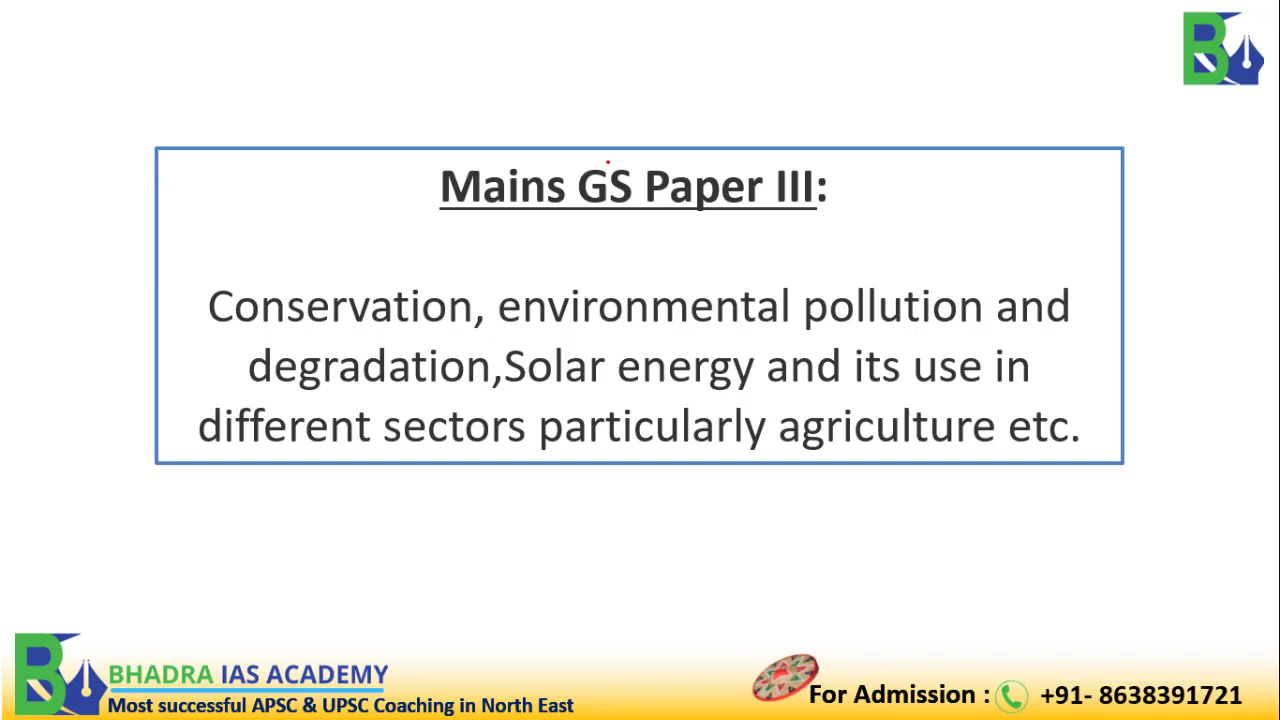 Mains GS Paper III:
Conservation, environmental pollution and
degradation,Solar energy and its use in
different sectors particularly agriculture etc.
BHADRA IAS ACADEMY
Most successful APSC & UPSC Coaching in North East
For Admission : +91- 8638391721